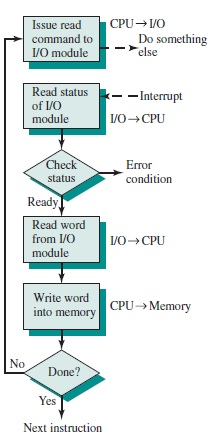 Issue read
command to
I/O module
CPU→I/O
Do something
else
Read status
of I/O
module
Interrupt
I/O→CPU
Check
status
Error
condition
Ready
Read word
from I/O
module
I/O→CPU
Write word
into memory
CPU→Memory
No
Done?
Yes
Next instruction